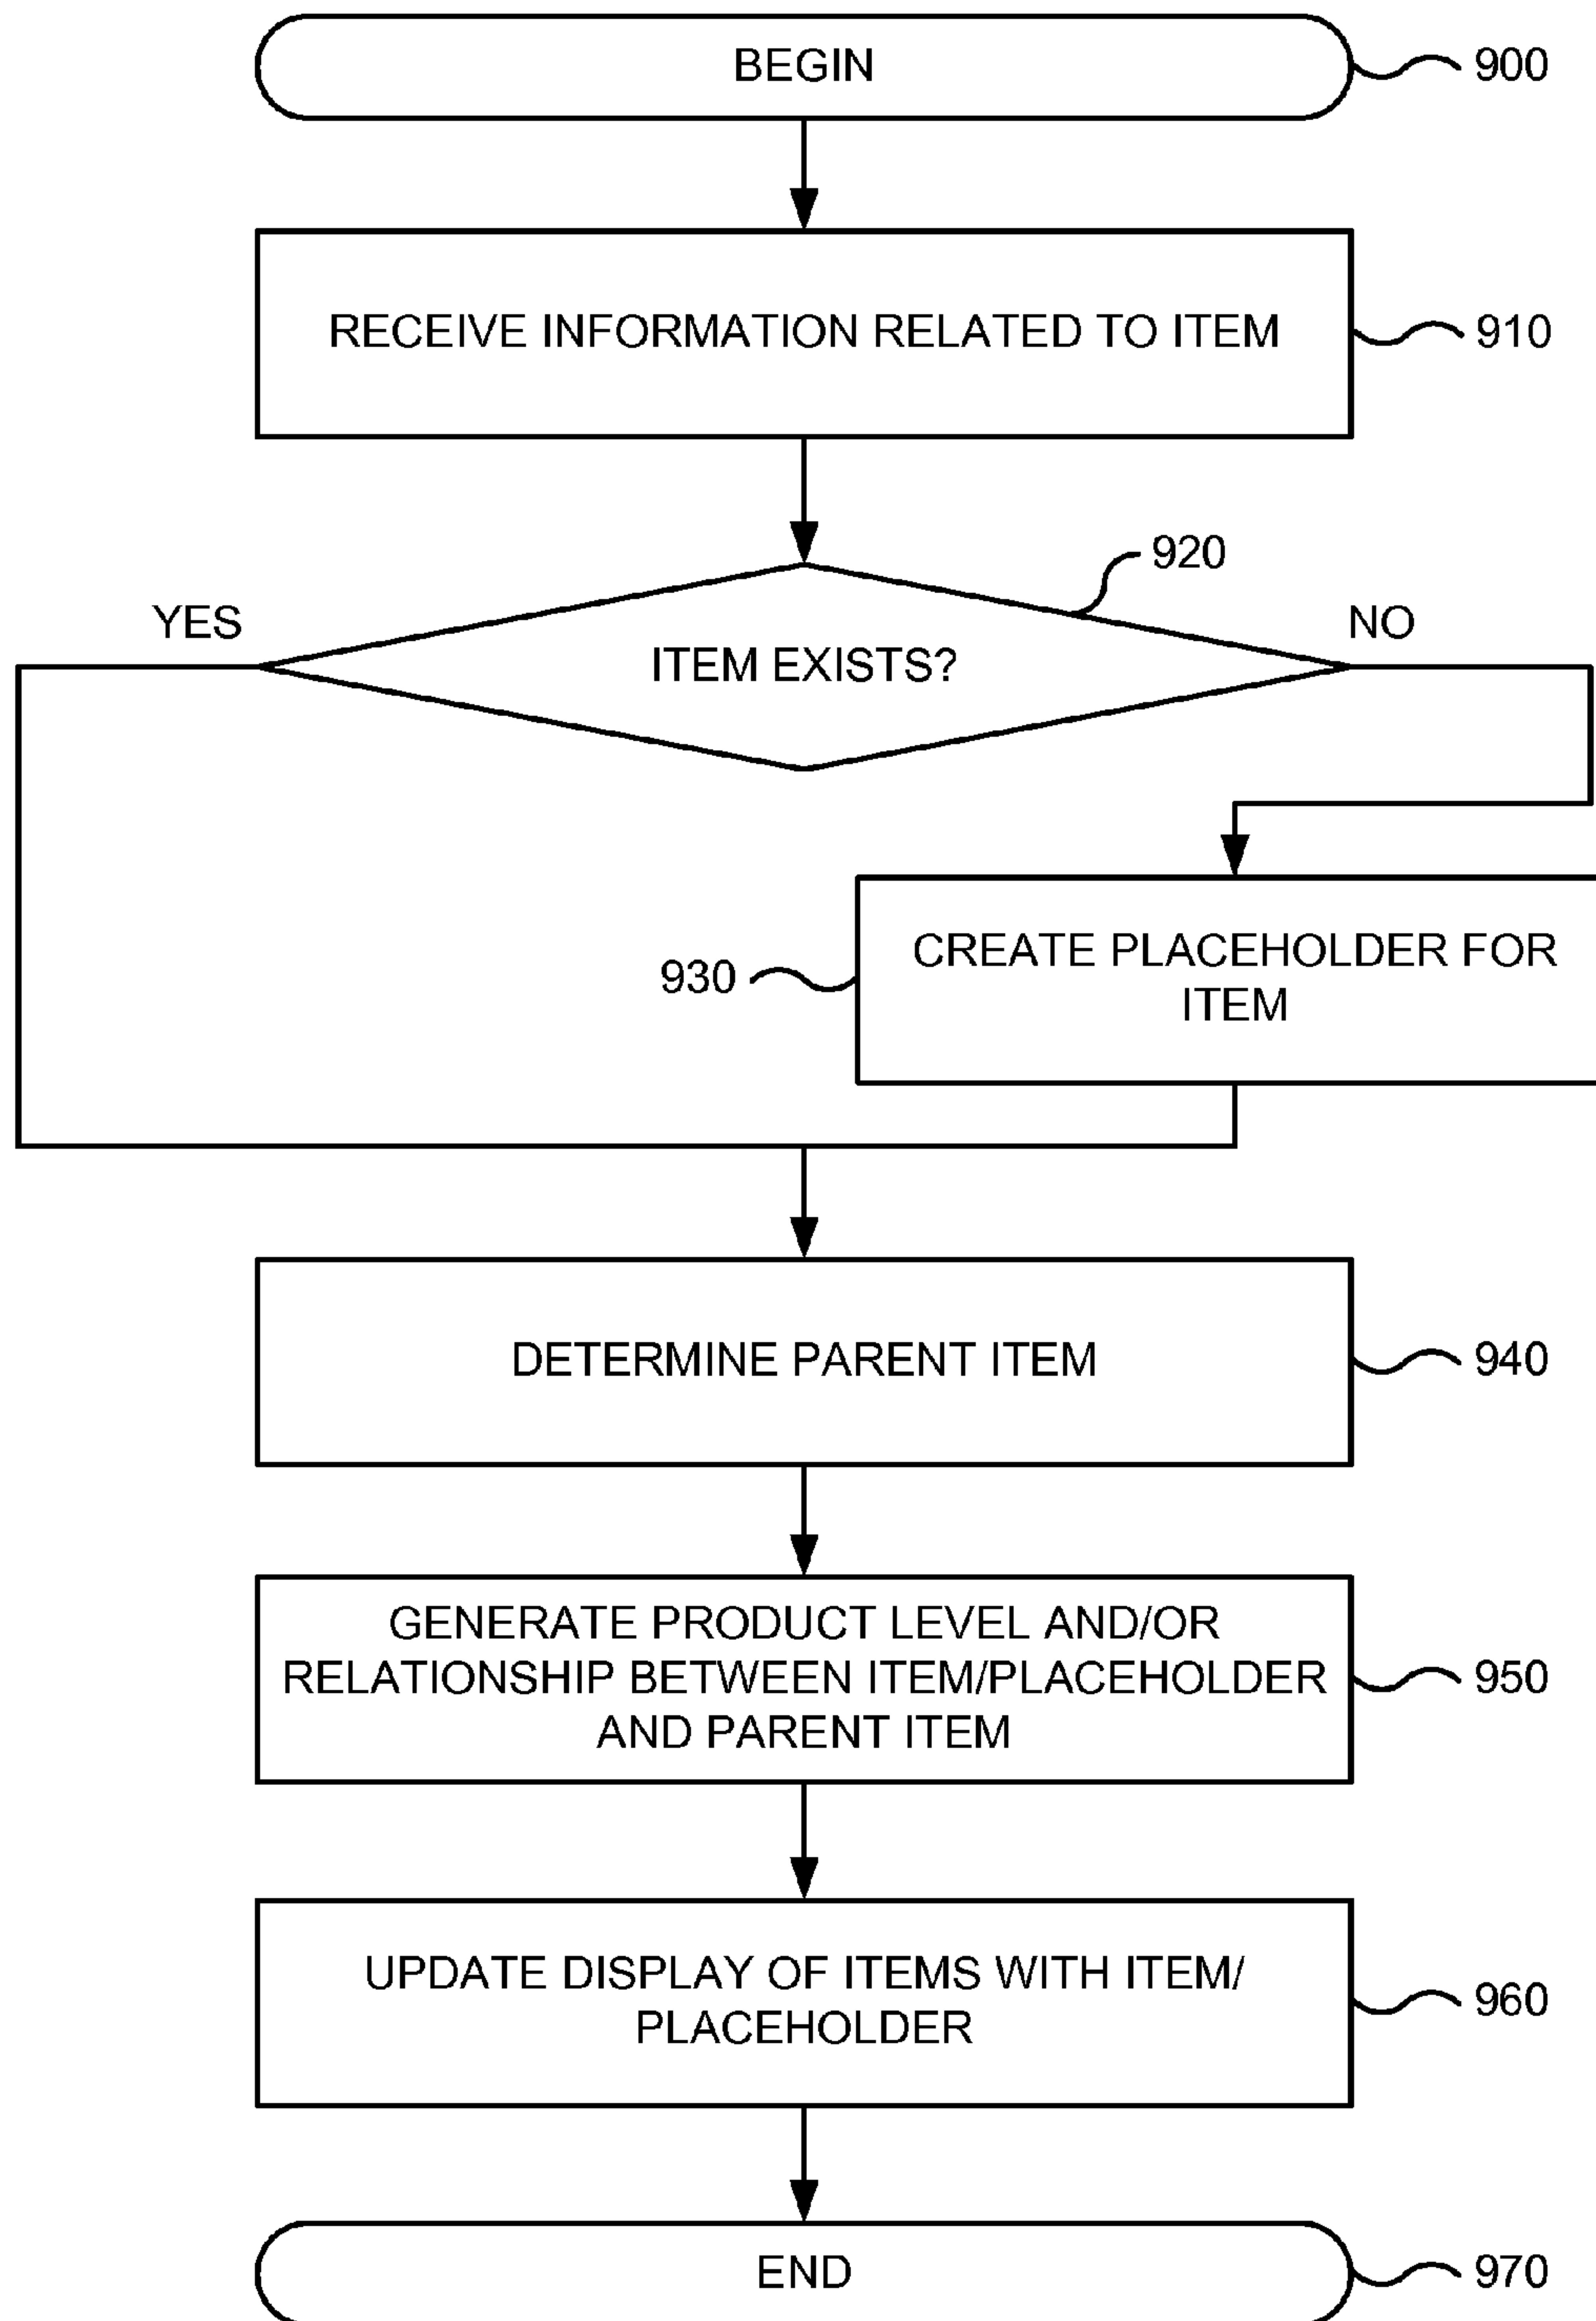 BEGIN
900
RECEIVE INFORMATION RELATED TO ITEM
910
920
YES
NO
ITEM EXISTS?
CREATE PLACEHOLDER FOR
ITEM
930
DETERMINE PARENT ITEM
940
GENERATE PRODUCT LEVEL AND/OR
RELATIONSHIP BETWEEN ITEM/PLACEHOLDER
AND PARENT ITEM
950
UPDATE DISPLAY OF ITEMS WITH ITEM/
PLACEHOLDER
960
END
970